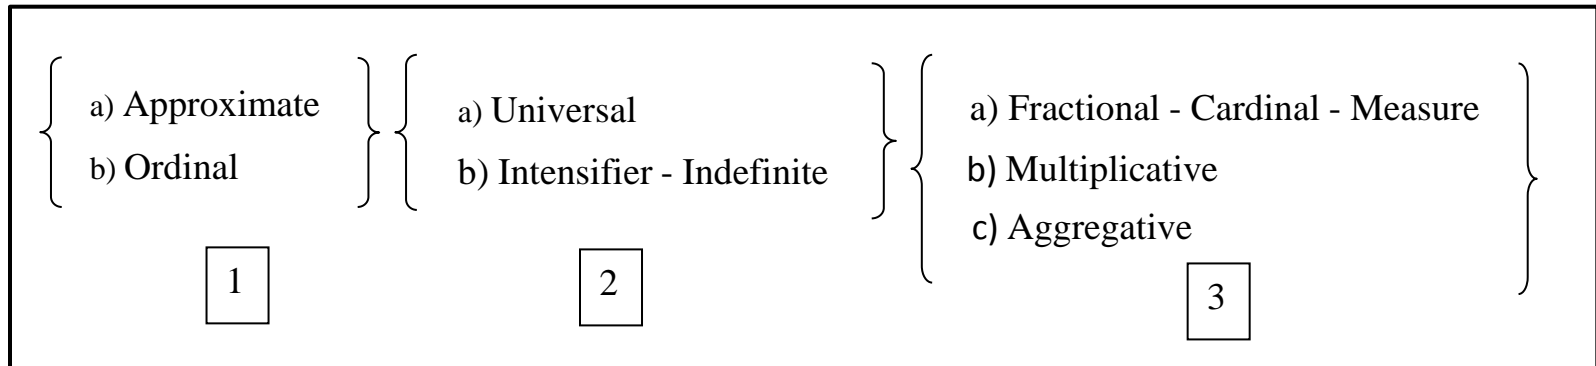 a) Approximate
b) Ordinal
1
a) Universal
b) Intensifier - Indefinite
2
a) Fractional - Cardinal - Measure
b) Multiplicative
c) Aggregative
3